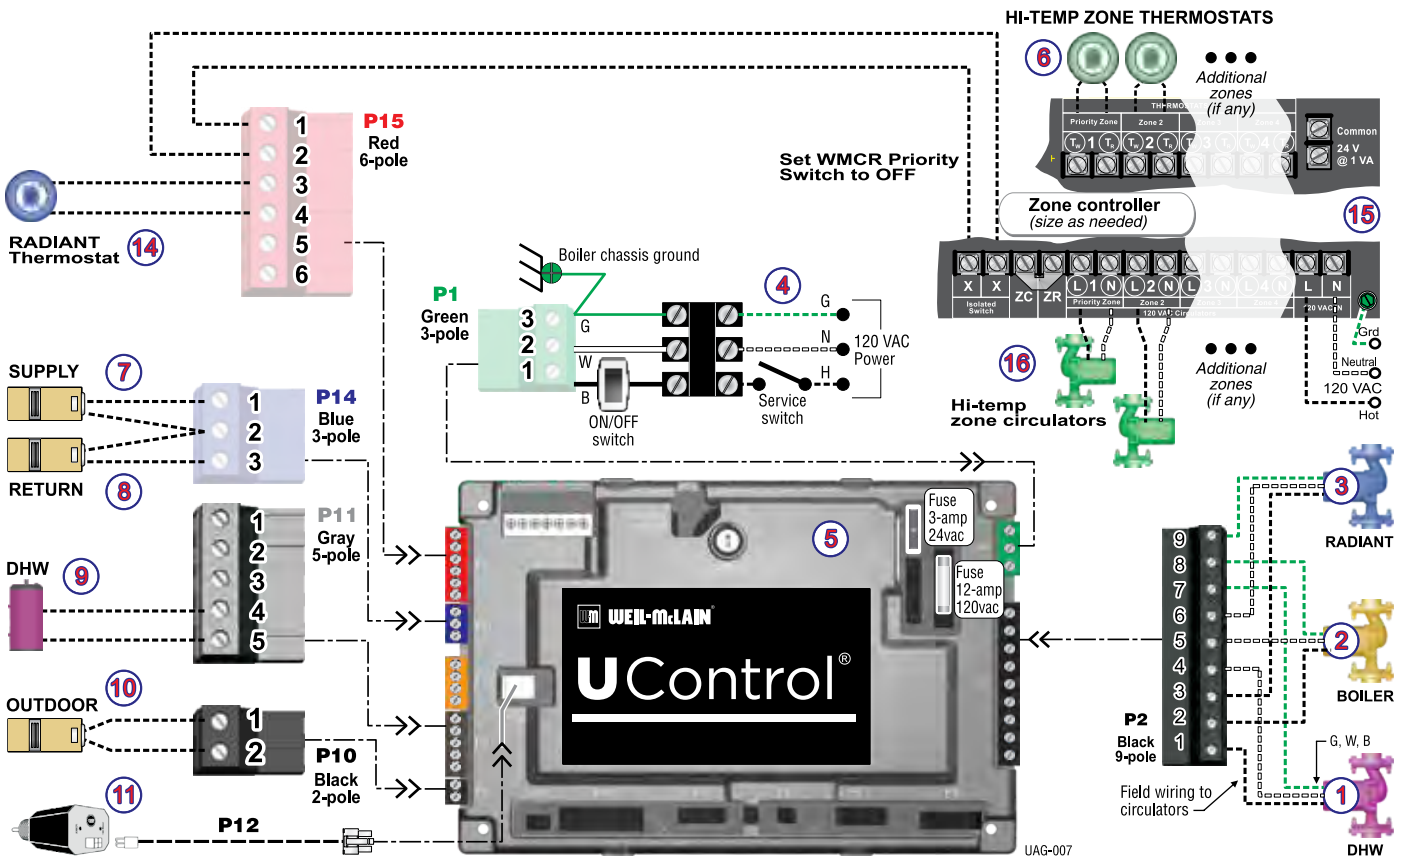 HI-TEMP ZONE THERMOSTATS
6
Additional
zones
(if any)
Priority Zone
Zone 2
TW 1 TR TW 2 TR 3 4
Common
24 V
@ 1 VA
1
2
3
4
5
6
P15
Red
6-pole
Set WMCR Priority
Switch to OFF
Zone controller
(size as needed)
15
RADIANT
Thermostat
14
X X ZC ZR L 1 N L 2 N L 3 N L 4 N L N
Isolated
Switch
Priority Zone
Zone 2
120 VAC Circulators
120 VAC IN
Boiler chassis ground
4
P1
Green
3-pole
3
2
1
G
W
B
G
N
H
120 VAC
Power
ON/OFF
switch
Service
switch
16
Hi-temp
zone circulators
Additional
zones
(if any)
Grd
Neutral
120 VAC
Hot
SUPPLY
7
RETURN
8
1
2
3
P14
Blue
3-pole
1
2
3
4
5
P11
Gray
5-pole
DHW
9
OUTDOOR
10
1
2
P10
Black
2-pole
11
P12
5
1
Fuse
3-amp
24vac
Fuse
12-amp
120vac
WM WEIL-McLAIN®
UControl®
9
8
7
6
5
4
3
2
1
P2
Black
9-pole
3
RADIANT
2
BOILER
G, W, B
Field wiring to
circulators
1
DHW
UAG-007